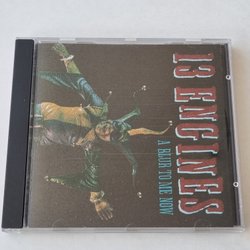 13 ENGINES
A BLUR TO ME NOW